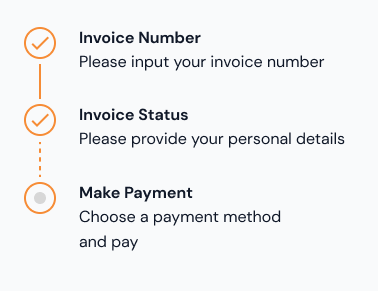 Invoice Number
Please input your invoice number
Invoice Status
Please provide your personal details
Make Payment
Choose a payment method
and pay